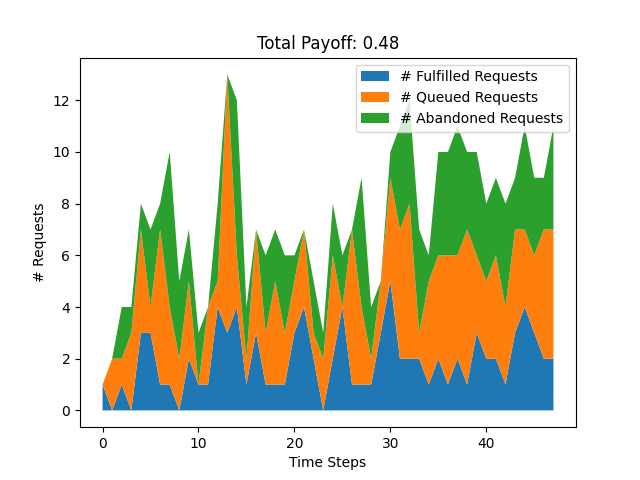 Total Payoff: 0.48
# Fulfilled Requests
# Queued Requests
# Abandoned Requests
# Requests
12
10
8
6
4
2
0
0 10 20 30 40
Time Steps